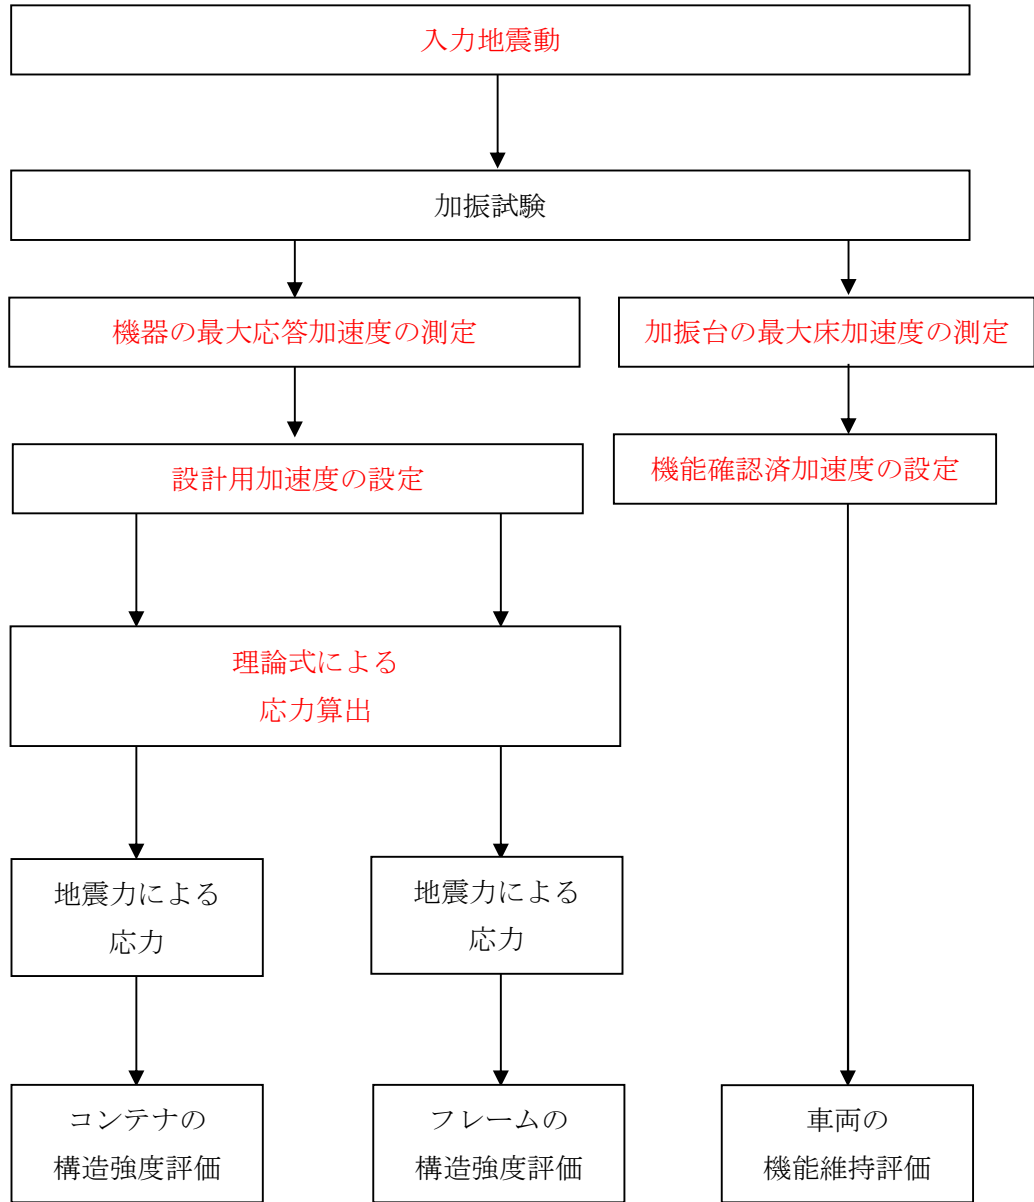 入力地震動
加振試験
機器の最大応答加速度の測定
加振台の最大床加速度の測定
設計用加速度の設定
機能確認済加速度の設定
理論式による
応力算出
地震力による
応力
地震力による
応力
コンテナの
構造強度評価
フレームの
構造強度評価
車両の
機能維持評価